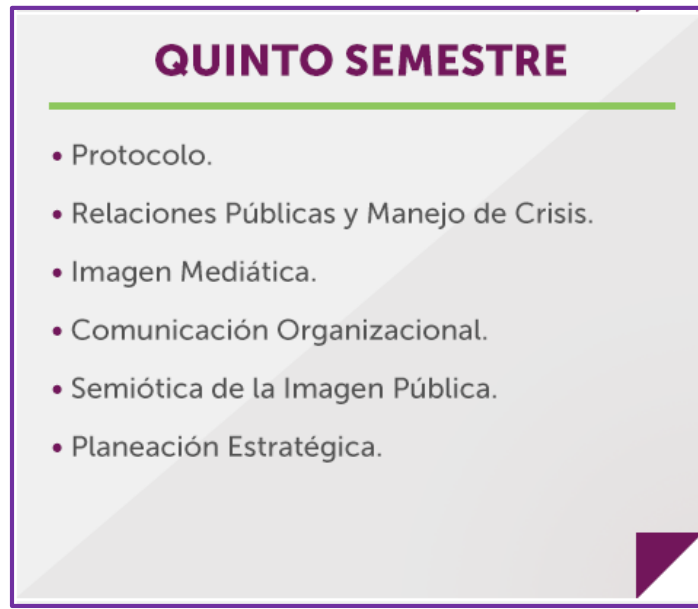 QUINTO SEMESTRE
• Protocolo.
• Relaciones Públicas y Manejo de Crisis.
• Imagen Mediática.
• Comunicación Organizacional.
• Semiótica de la Imagen Pública.
• Planeación Estratégica.